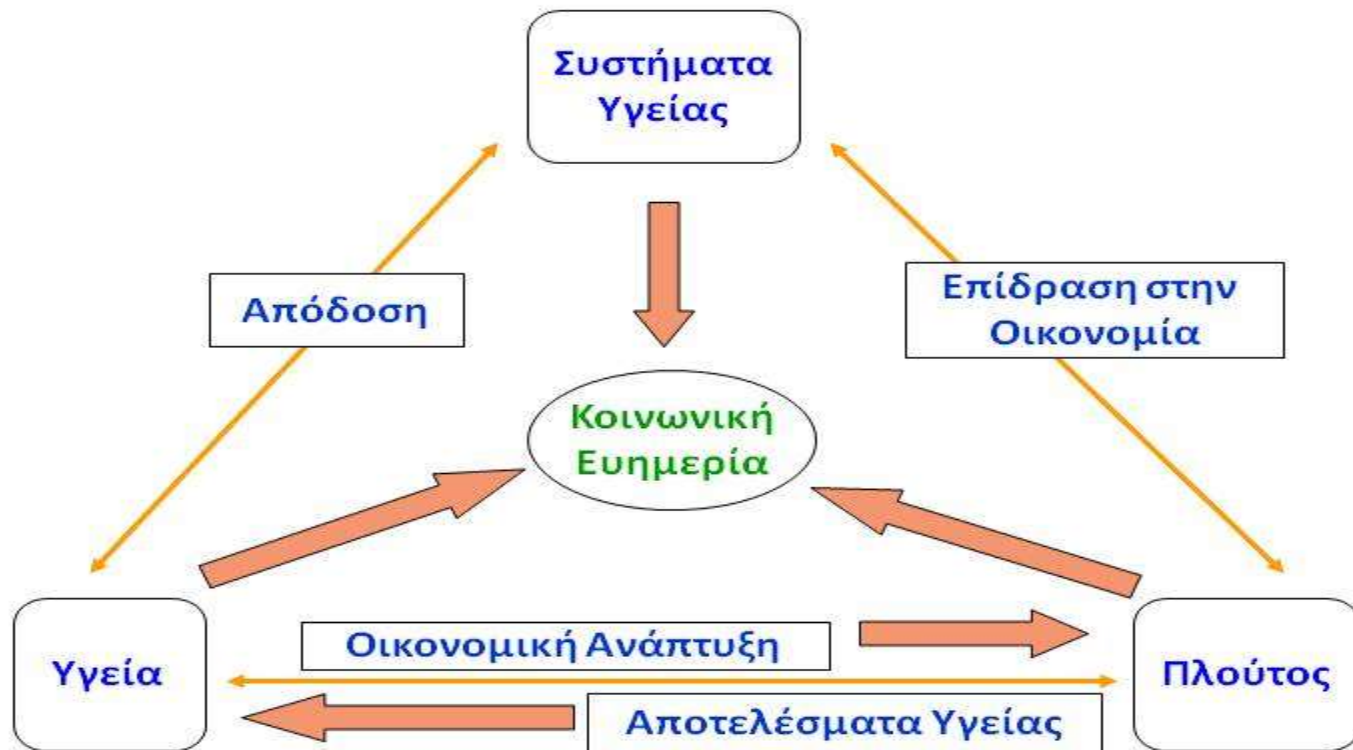 Συστήματα
Υγείας
Απόδοση
Επίδραση στην
Οικονομία
Κοινωνική
Ευημερία
Υγεία
Οικονομική Ανάπτυξη
Πλούτος
Αποτελέσματα Υγείας